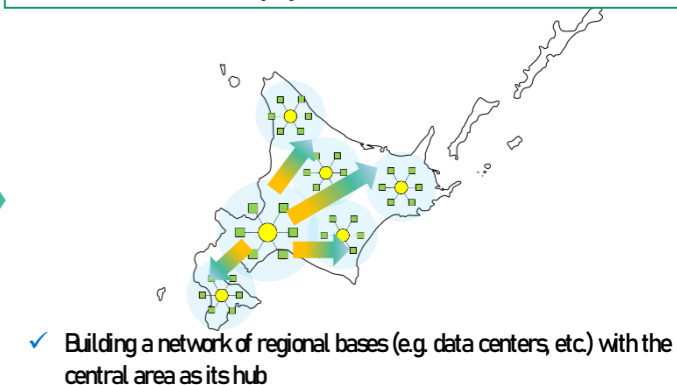 Building a network of regional bases (e.g. data centers, etc.) with the
central area as its hub